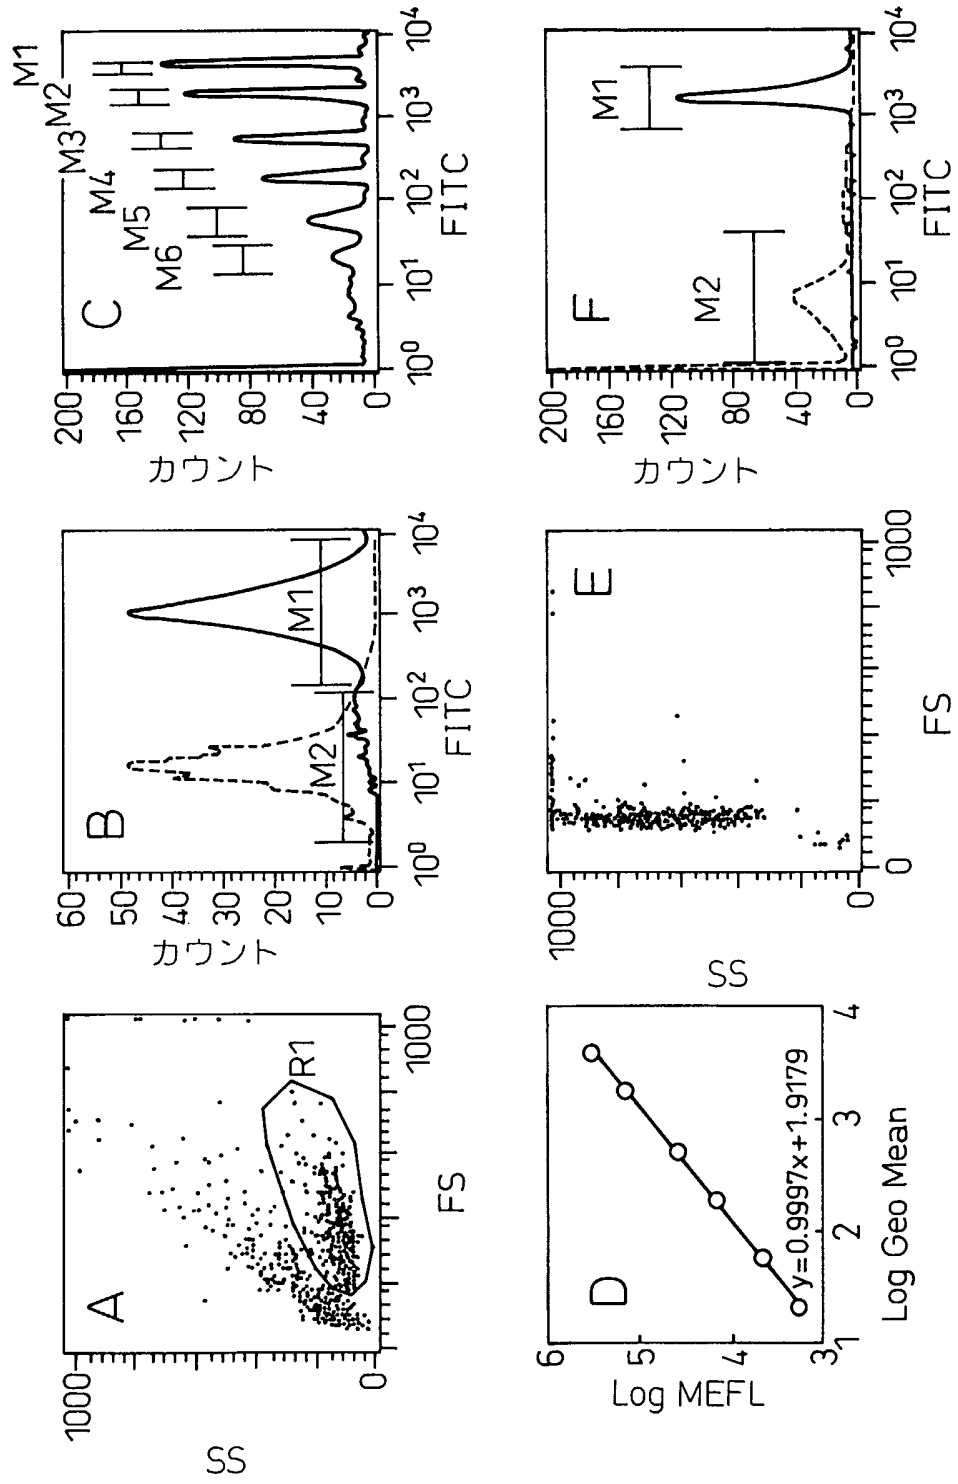 A
1000
0
SS
R1
1000
FS
B
60
50
40
30
20
10
0
カウント
M1
M2
10⁰
10¹
10²
10³
10⁴
FITC
C
200
160
120
80
40
0
カウント
M1
M2
M3
M4
M5
M6
10⁰
10¹
10²
10³
10⁴
FITC
D
6
5
4
3
Log MEFL
y=0.9997x+1.9179
1
2
3
4
Log Geo Mean
E
1000
0
SS
0
1000
FS
F
200
160
120
80
40
0
カウント
M1
M2
10⁰
10¹
10²
10³
10⁴
FITC